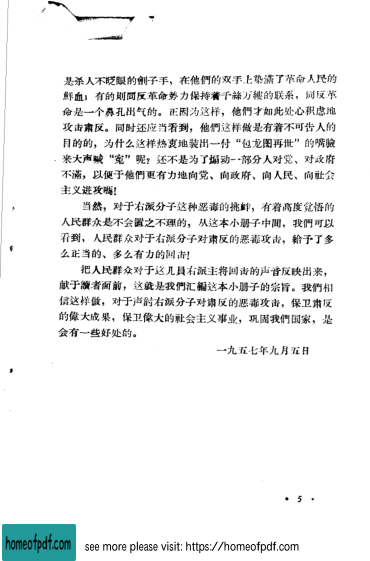 是杀人不眨眼的劊子手，在他們的双手上染滿了革命人民的
鮮血；有的則同反革命势力保持着千絲万縷的联系，同反革
命是一个鼻孔出气的。正因为这样，他們才如此处心积虑地
攻击肃反。同时还应当看到，他們这样做是有着不可告人的
目的的，为什么这样热衷地装出一付“包龙图再世”的嘴臉
来大声喊“寃”呢？还不是为了煽动一部分人对党、对政府
不滿，以便于他們更有力地向党、向政府、向人民、向社会
主义进攻嗎！
当然，对于右派分子这种恶毒的挑衅，有着高度覚悟的
人民群众是不会置之不理的，从这本小册子中間，我們可以
看到，人民群众对于右派分子对肃反的恶毒攻击，給予了多
么正当的、多么有力的回击！
把人民群众对于这几員右派主将回击的声音反映出来，
献于讀者面前，这就是我們汇編这本小册子的宗旨。我們相
信这样做，对于声討右派分子对肃反的恶毒攻击，保卫肃反
的偉大成果，保卫偉大的社会主义事业，巩固我們国家，是
会有一些好处的。
一九五七年九月五日
• 5 •
homeofpdf.com
see more please visit: https://homeofpdf.com